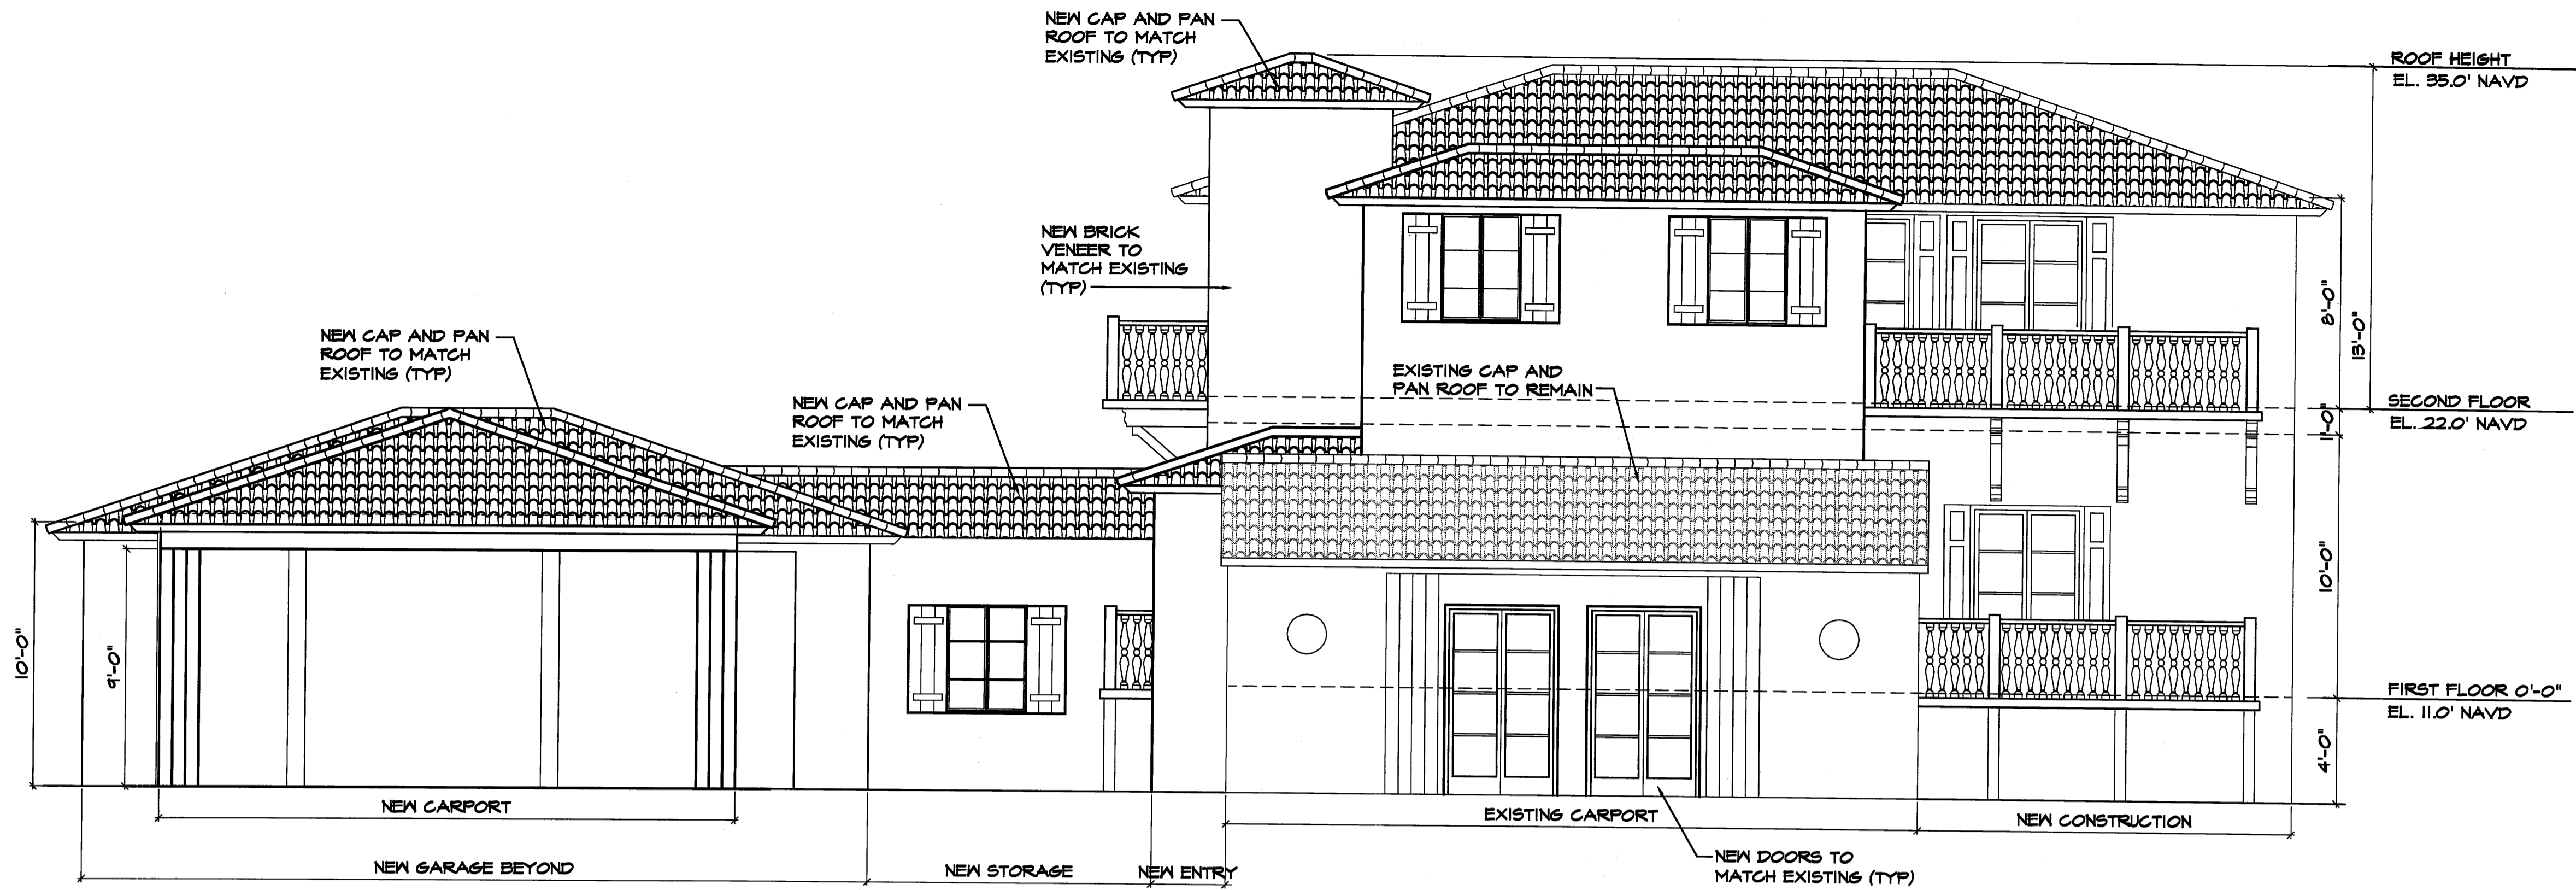 NEW CAP AND PAN
ROOF TO MATCH
EXISTING (TYP)
ROOF HEIGHT
EL. 35.0' NAVD
NEW BRICK
VENEER TO
MATCH EXISTING
(TYP)
8'-0"
13'-0"
NEW CAP AND PAN
ROOF TO MATCH
EXISTING (TYP)
EXISTING CAP AND
PAN ROOF TO REMAIN
NEW CAP AND PAN
ROOF TO MATCH
EXISTING (TYP)
SECOND FLOOR
EL. 22.0' NAVD
1'-0"
10'-0"
10'-0"
9'-0"
FIRST FLOOR 0'-0"
EL. 11.0' NAVD
4'-0"
NEW CARPORT
EXISTING CARPORT
NEW CONSTRUCTION
NEW GARAGE BEYOND
NEW STORAGE
NEW ENTRY
NEW DOORS TO
MATCH EXISTING (TYP)